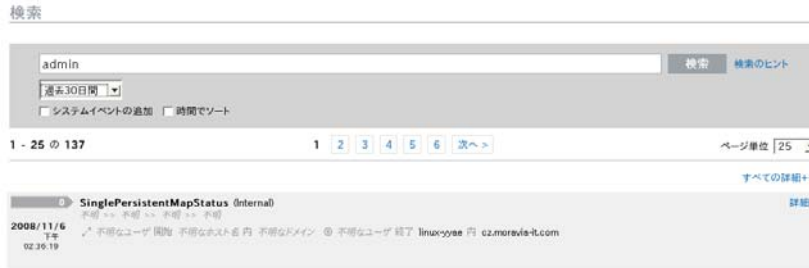 検索
admin 検索 検索のヒント
過去30日間
システムイベントの追加 時間でソート
1 - 25 の 137 1 2 3 4 5 6 次へ > ページ単位 25
すべての詳細+
0 SinglePersistentMapStatus (Internal) 詳細
不明 >> 不明 >> 不明 >> 不明
2008/11/6 下午 02:36:19
不明なユーザ 開始 不明なホスト名 内 不明なドメイン 不明なユーザ 終了 linux-yyae 内 cz.moravia-it.com